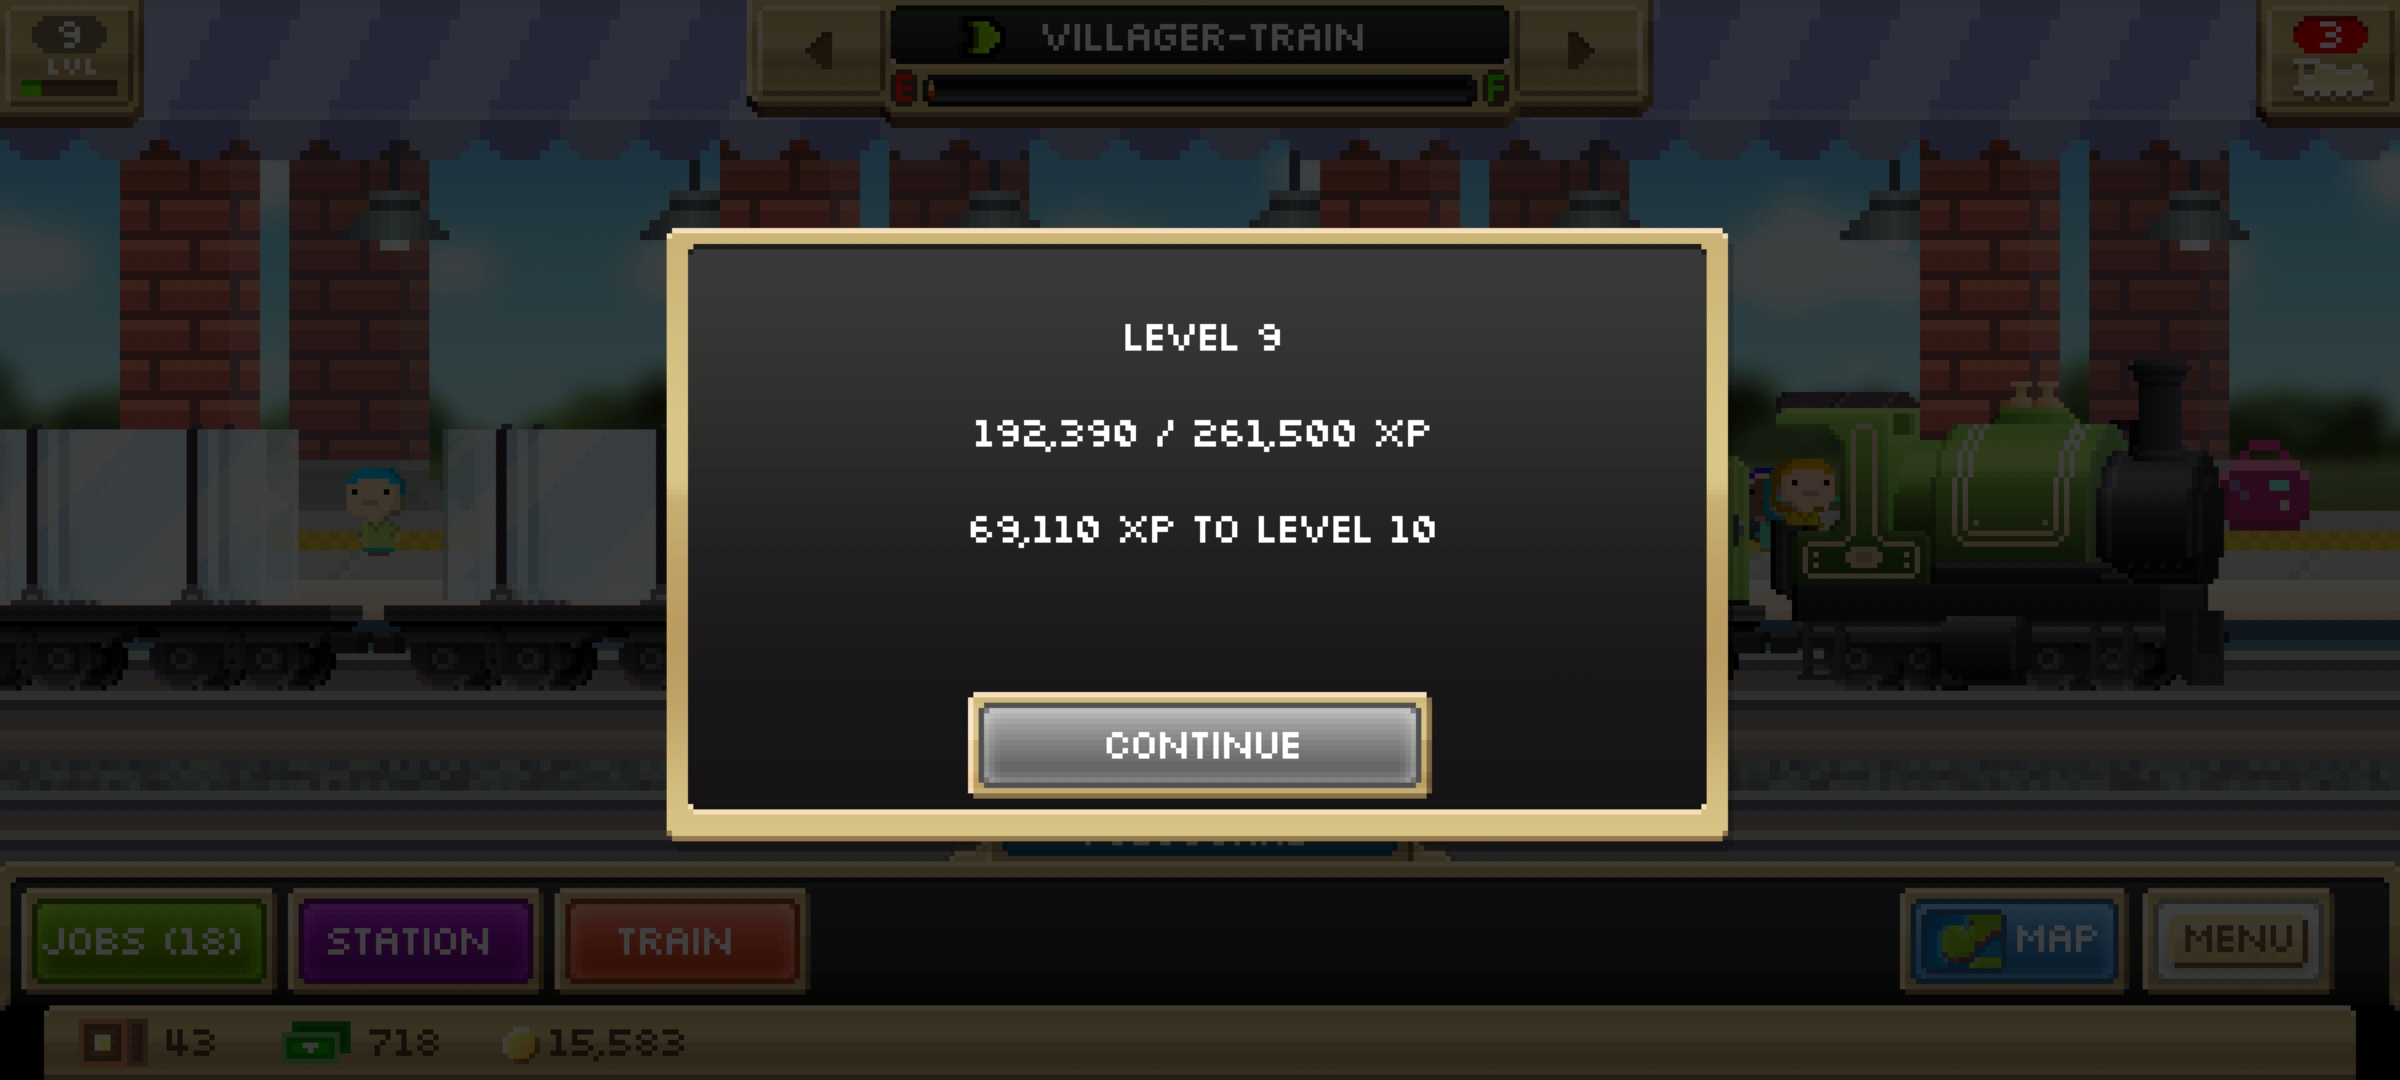 9
LVL
VILLAGER-TRAIN
E
F
3
LEVEL 9
192,390 / 261,500 XP
69,110 XP TO LEVEL 10
CONTINUE
JOBS (18)
STATION
TRAIN
MAP
MENU
43
718
15,583